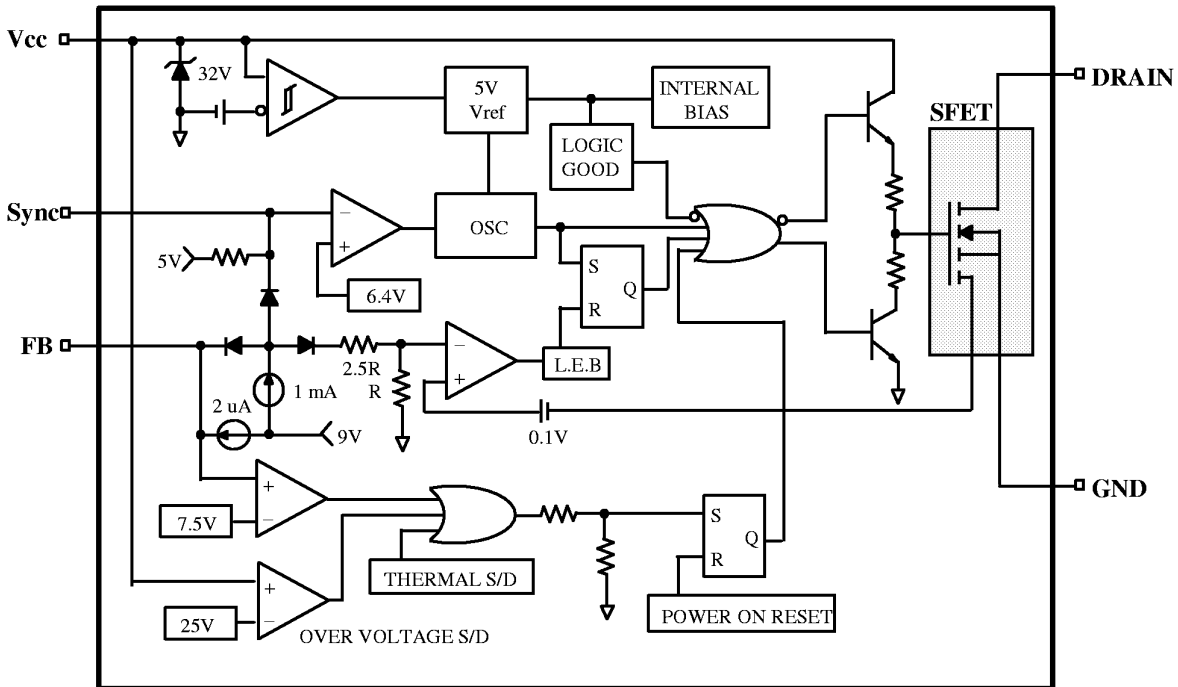 Vcc
32V
5V
Vref
INTERNAL
BIAS
LOGIC
GOOD
DRAIN
SFET
Sync
−
+
OSC
5V
6.4V
S
R
Q
FB
2.5R
R
−
+
L.E.B
1 mA
2 uA
9V
0.1V
GND
+
−
7.5V
S
R
Q
THERMAL S/D
+
−
25V
OVER VOLTAGE S/D
POWER ON RESET